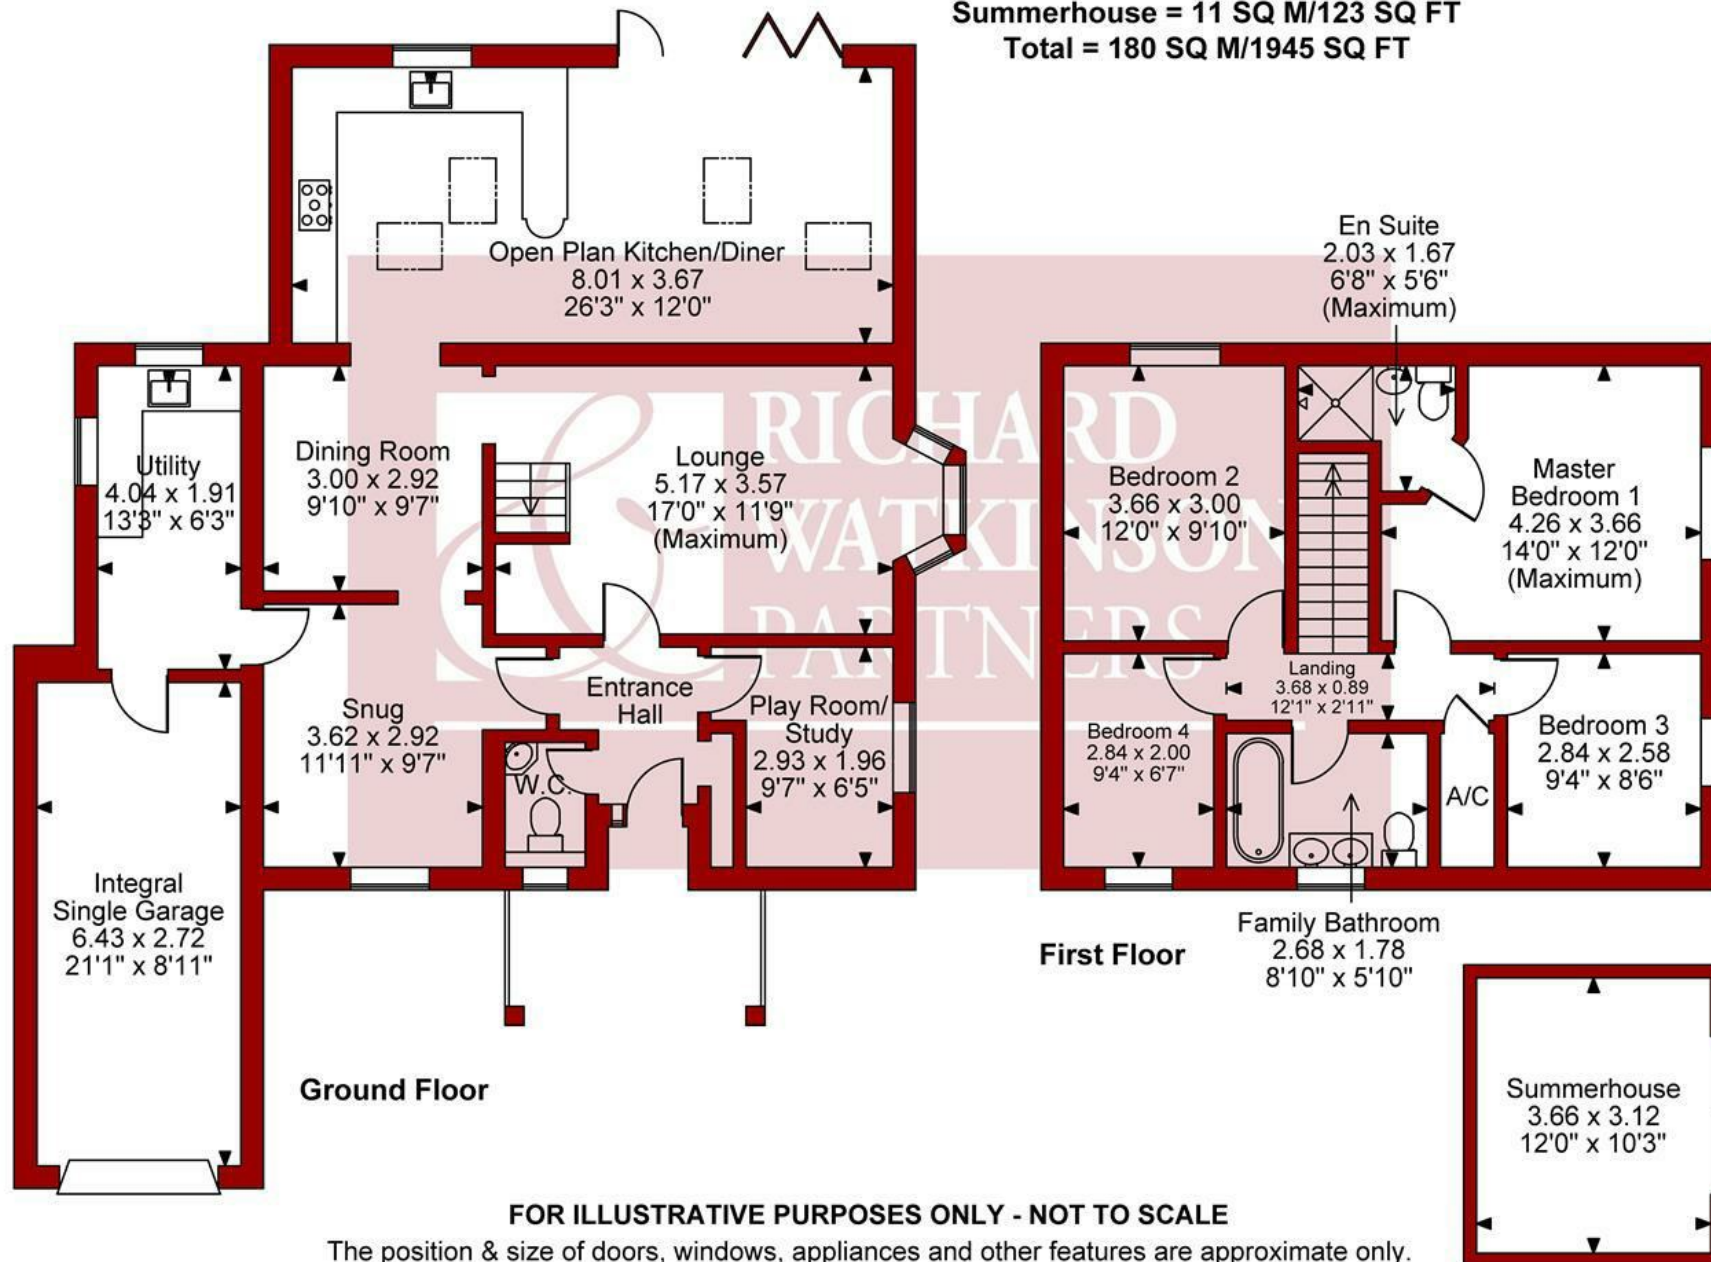 Summerhouse = 11 SQ M/123 SQ FT
Total = 180 SQ M/1945 SQ FT
Open Plan Kitchen/Diner
8.01 x 3.67
26'3" x 12'0"
Utility
4.04 x 1.91
13'3" x 6'3"
Dining Room
3.00 x 2.92
9'10" x 9'7"
Lounge
5.17 x 3.57
17'0" x 11'9"
(Maximum)
Snug
3.62 x 2.92
11'11" x 9'7"
Entrance
Hall
Play Room/
Study
2.93 x 1.96
9'7" x 6'5"
W.C.
Integral
Single Garage
6.43 x 2.72
21'1" x 8'11"
Ground Floor
& RICHARD
WATKINSON
PARTNERS
En Suite
2.03 x 1.67
6'8" x 5'6"
(Maximum)
Bedroom 2
3.66 x 3.00
12'0" x 9'10"
Master
Bedroom 1
4.26 x 3.66
14'0" x 12'0"
(Maximum)
Landing
3.68 x 0.89
12'1" x 2'11"
Bedroom 4
2.84 x 2.00
9'4" x 6'7"
Bedroom 3
2.84 x 2.58
9'4" x 8'6"
A/C
Family Bathroom
2.68 x 1.78
8'10" x 5'10"
First Floor
Summerhouse
3.66 x 3.12
12'0" x 10'3"
FOR ILLUSTRATIVE PURPOSES ONLY - NOT TO SCALE
The position & size of doors, windows, appliances and other features are approximate only.